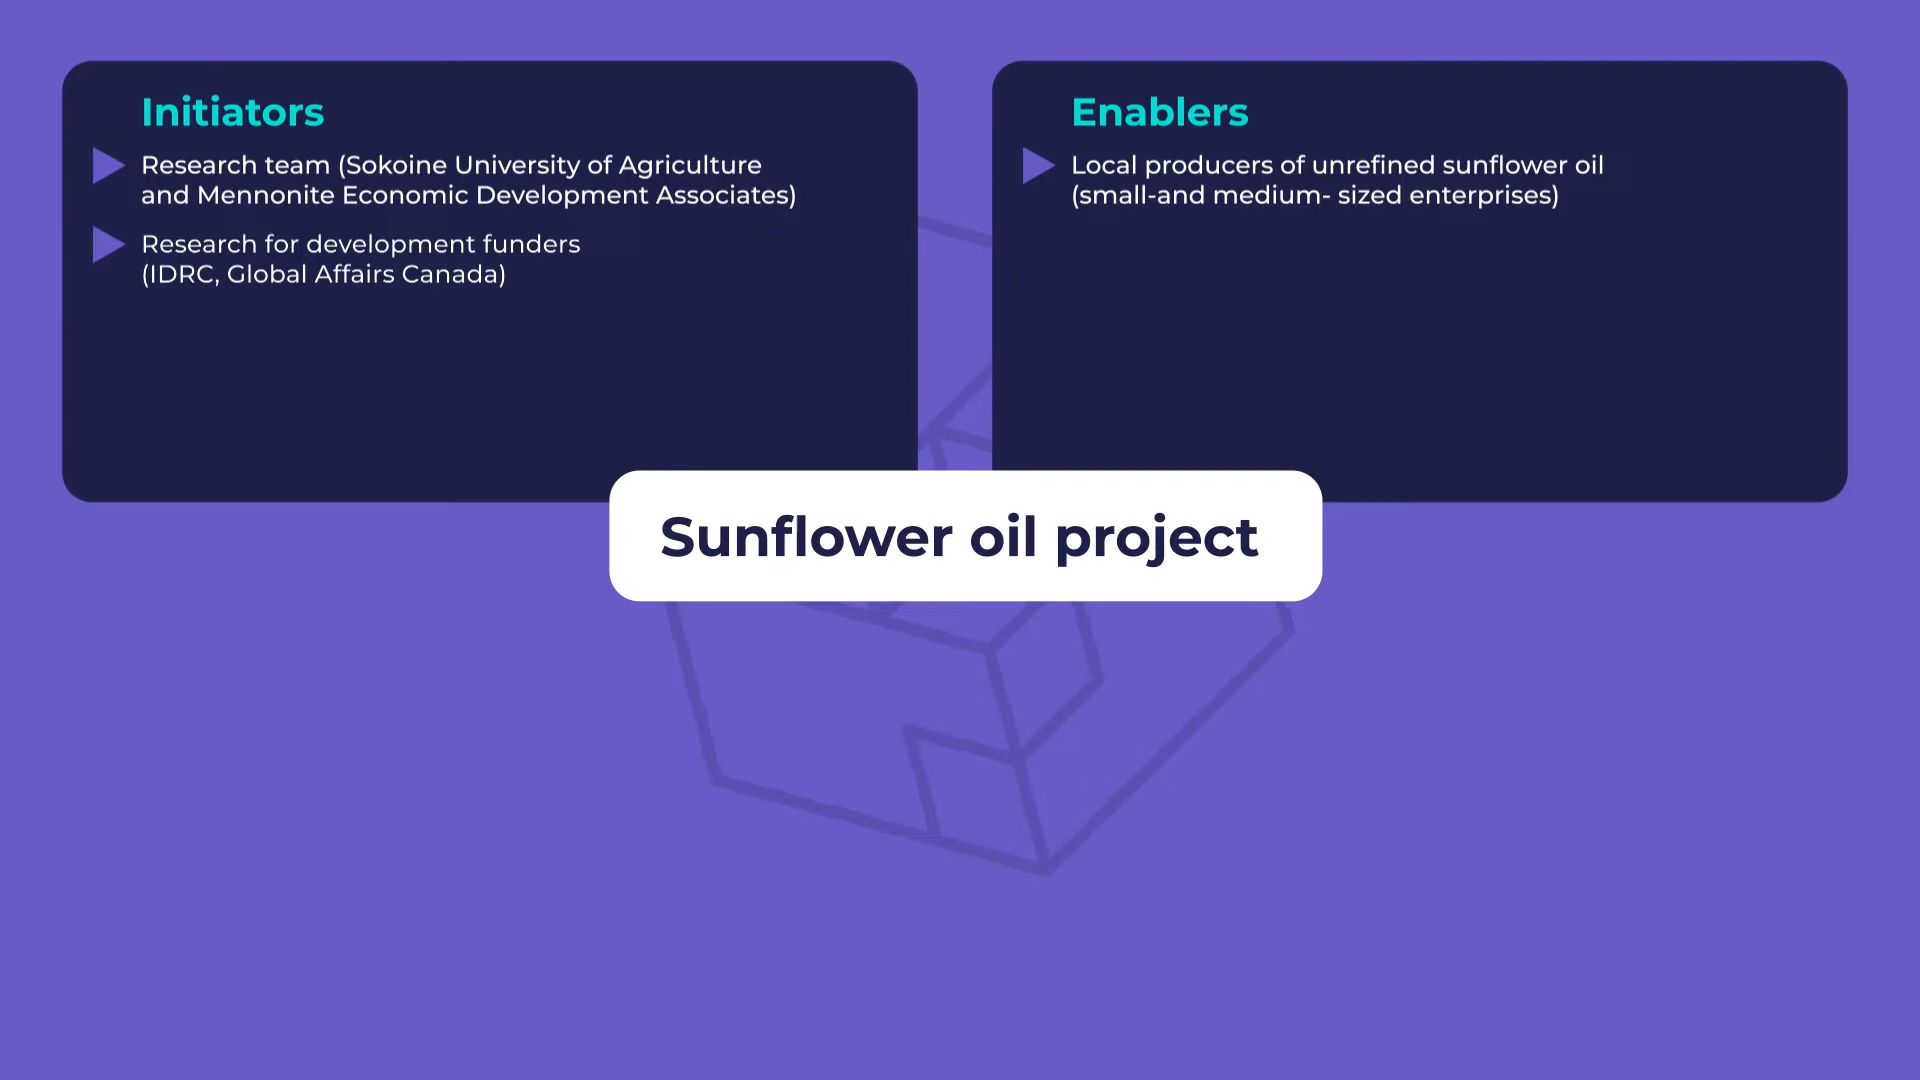 Initiators
Research team (Sokoine University of Agriculture
and Mennonite Economic Development Associates)
Research for development funders
(IDRC, Global Affairs Canada)
Enablers
Local producers of unrefined sunflower oil
(small-and medium- sized enterprises)
Sunflower oil project